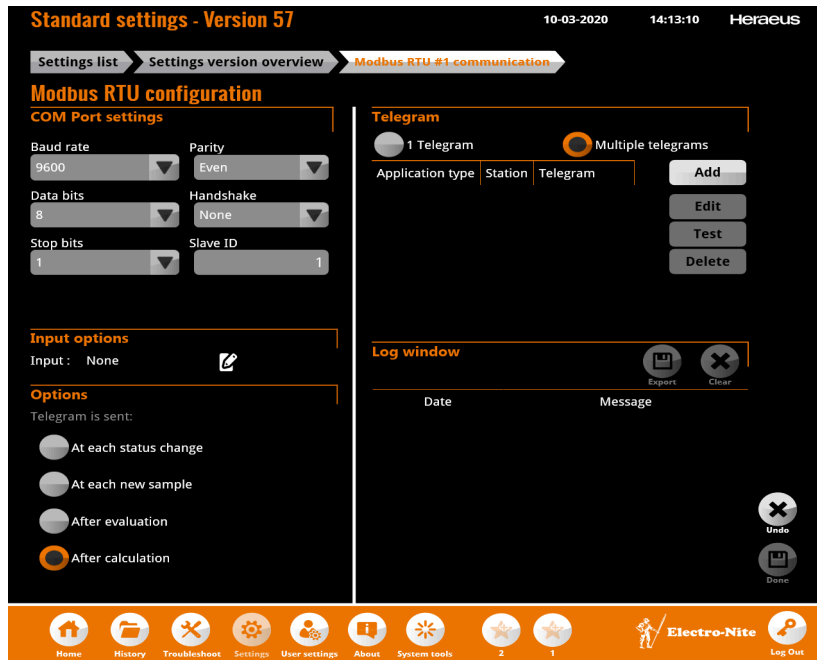 Standard settings - Version 57
10-03-2020
14:13:10
Heraeus
Settings list
Settings version overview
Modbus RTU #1 communication
Modbus RTU configuration
COM Port settings
Baud rate
Parity
9600
Even
Data bits
Handshake
8
None
Stop bits
Slave ID
1
1
Input options
Input : None
Options
Telegram is sent:
At each status change
At each new sample
After evaluation
After calculation
Telegram
1 Telegram
Multiple telegrams
Application type
Station
Telegram
Add
Edit
Test
Delete
Log window
Export
Clear
Date
Message
Undo
Done
Home
History
Troubleshoot
Settings
User settings
About
System tools
2
1
Electro-Nite
Log Out